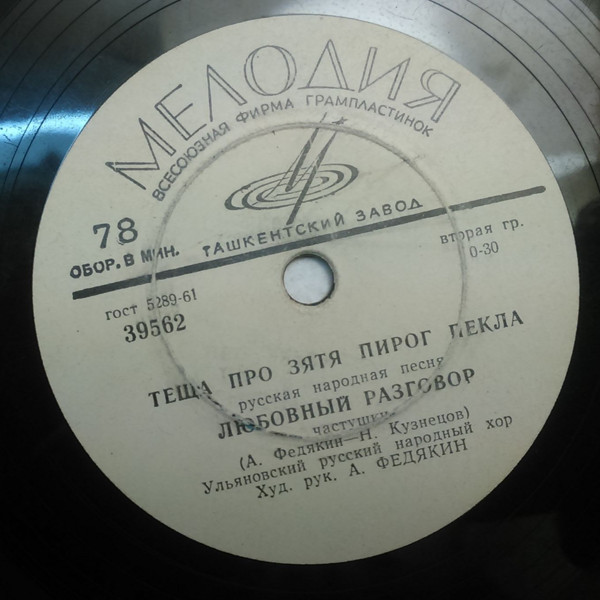 МЕЛОДИЯ
ВСЕСОЮЗНАЯ ФИРМА ГРАМПЛАСТИНОК
78
ОБОР. В МИН.
ТАШКЕНТСКИЙ ЗАВОД
гост 5289-61
39562
вторая гр.
0-30
ТЕЩА ПРО ЗЯТЯ ПИРОГ ПЕКЛА
русская народная песня
ЛЮБОВНЫЙ РАЗГОВОР
частушки
(А. Федякин—Н. Кузнецов)
Ульяновский русский народный хор
Худ. рук. А. ФЕДЯКИН